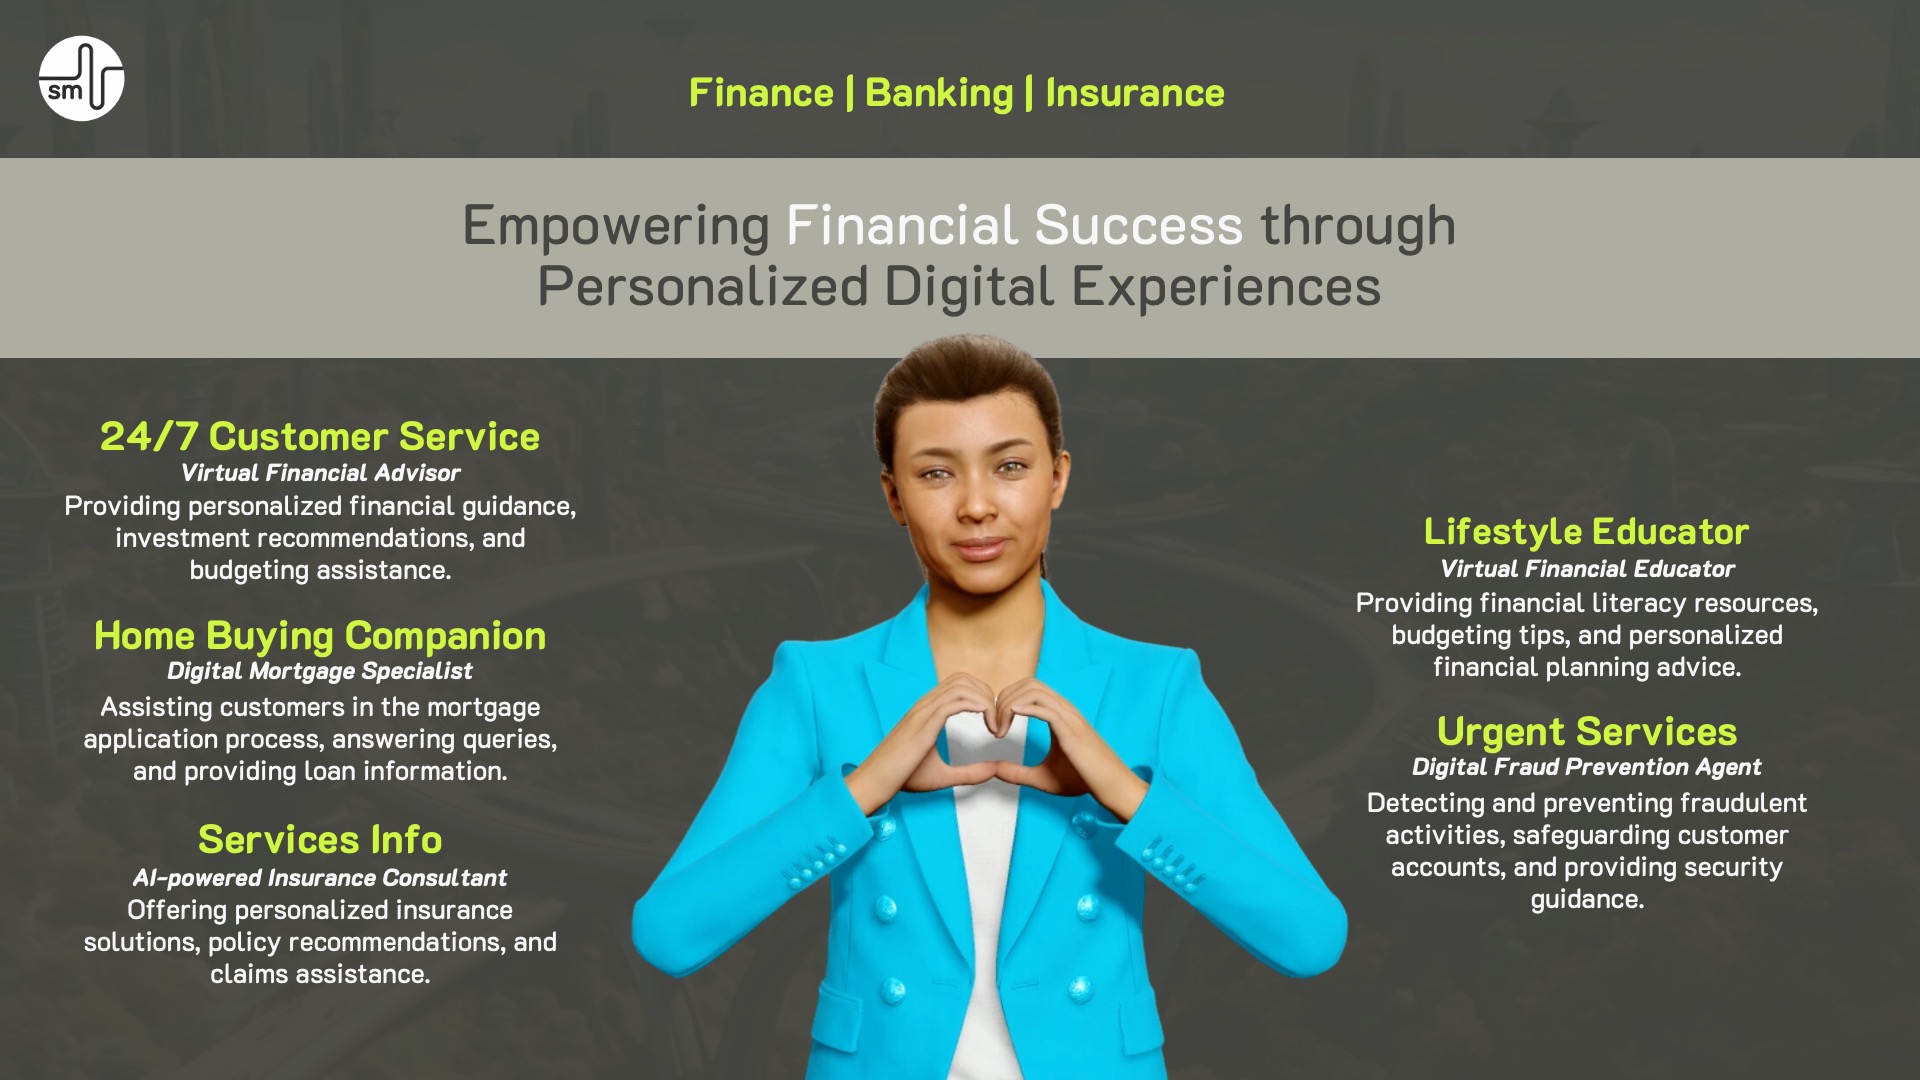 sm
Finance | Banking | Insurance
Empowering Financial Success through
Personalized Digital Experiences
24/7 Customer Service
Virtual Financial Advisor
Providing personalized financial guidance,
investment recommendations, and
budgeting assistance.
Home Buying Companion
Digital Mortgage Specialist
Assisting customers in the mortgage
application process, answering queries,
and providing loan information.
Services Info
AI-powered Insurance Consultant
Offering personalized insurance
solutions, policy recommendations, and
claims assistance.
Lifestyle Educator
Virtual Financial Educator
Providing financial literacy resources,
budgeting tips, and personalized
financial planning advice.
Urgent Services
Digital Fraud Prevention Agent
Detecting and preventing fraudulent
activities, safeguarding customer
accounts, and providing security
guidance.